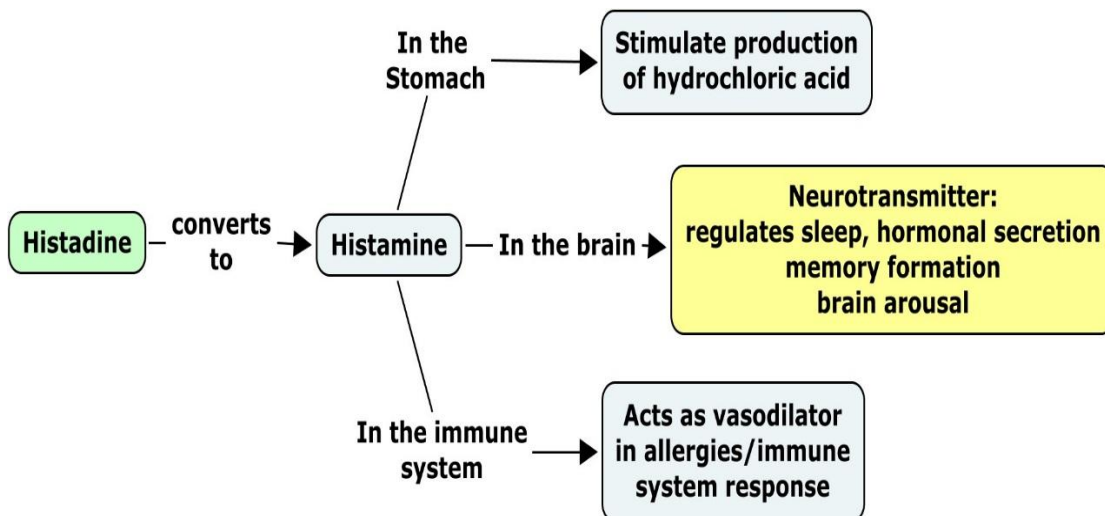 In the
Stomach
Stimulate production
of hydrochloric acid
Histadine
converts
to
Histamine
In the brain
Neurotransmitter:
regulates sleep, hormonal secretion
memory formation
brain arousal
In the immune
system
Acts as vasodilator
in allergies/immune
system response